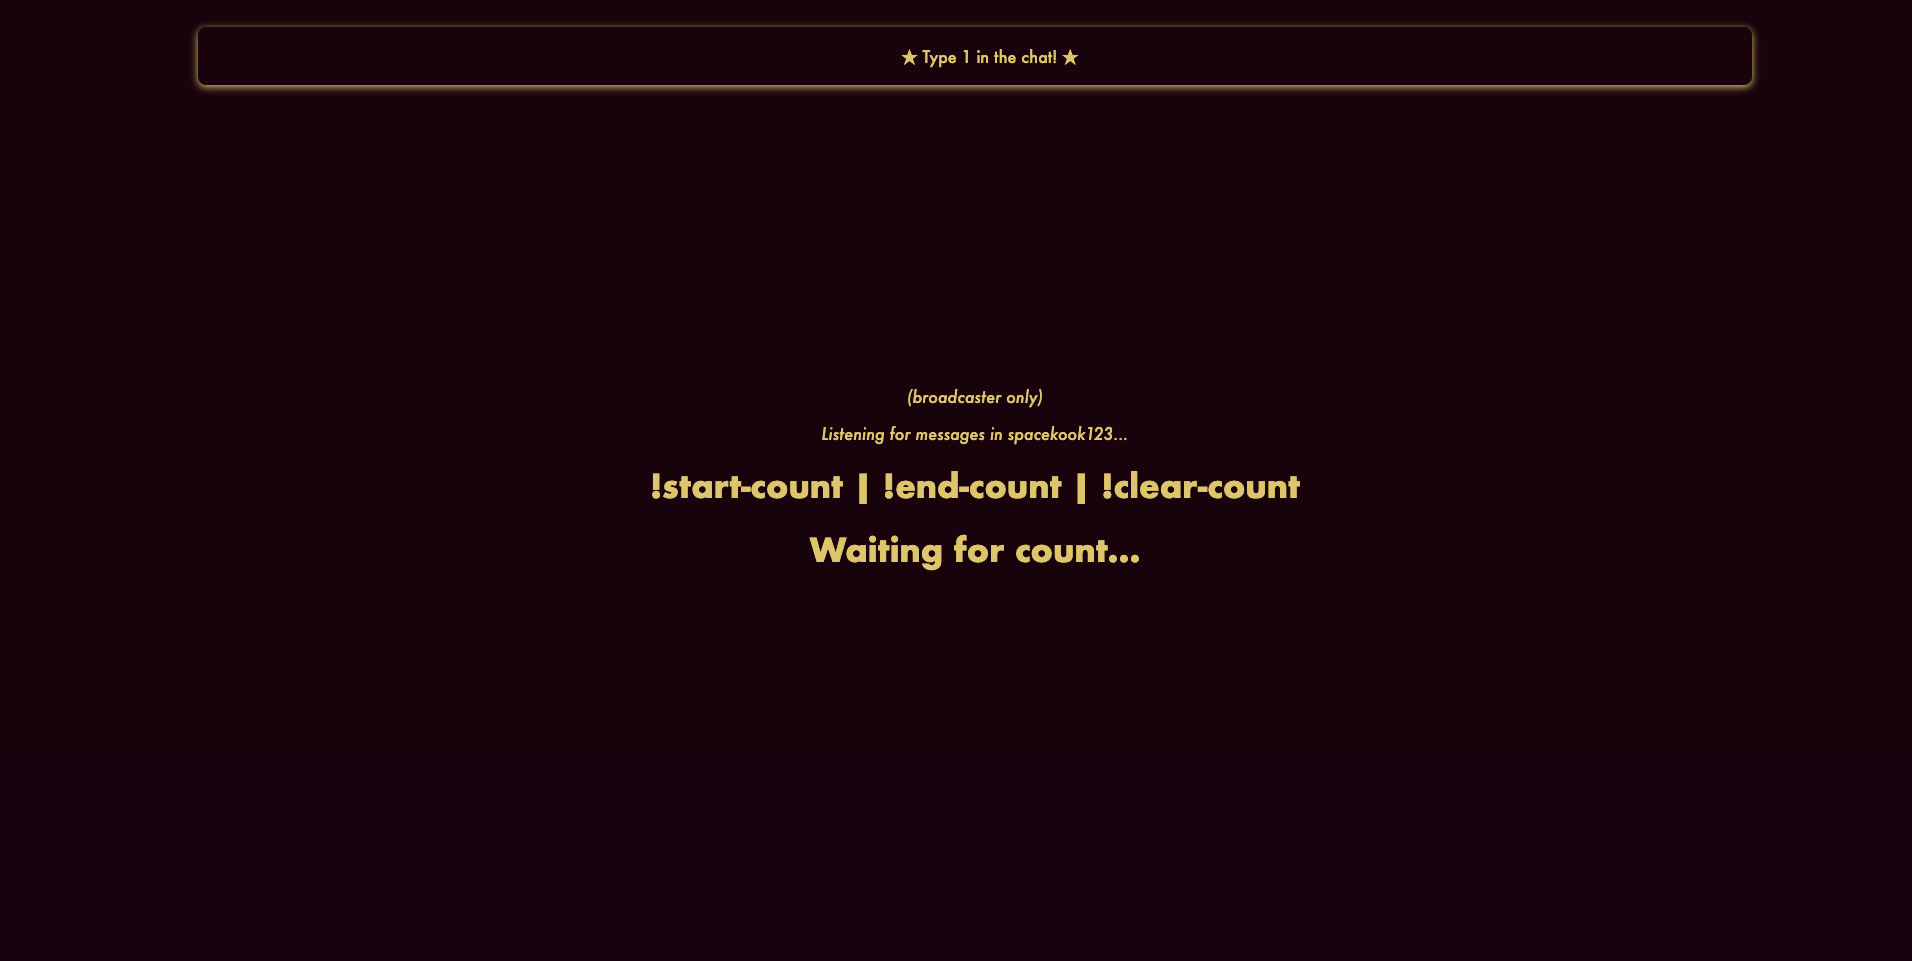 ★ Type 1 in the chat! ★
(broadcaster only)
Listening for messages in spacekook123...
!start-count | !end-count | !clear-count
Waiting for count...